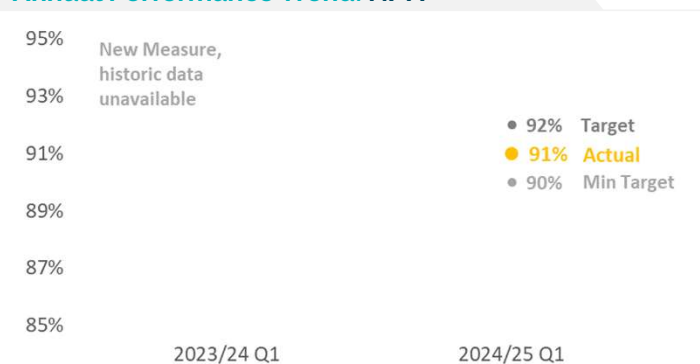 95%
New Measure,
historic data
93%
unavailable
92% Target
91%
91% Actual
90% Min Target
89%
87%
85%
2023/24 Q1 2024/25 Q1